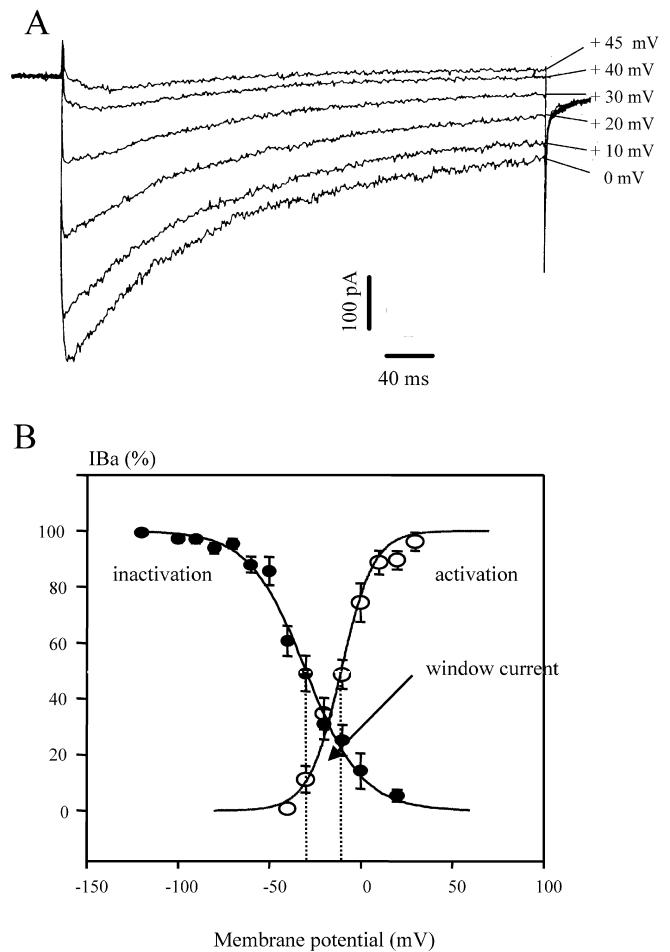 A
+ 45 mV
+ 40 mV
+ 30 mV
+ 20 mV
+ 10 mV
0 mV
100 pA
40 ms
B
IBa (%)
100
80
60
40
20
0
inactivation
activation
window current
-150
-100
-50
0
50
100
Membrane potential (mV)